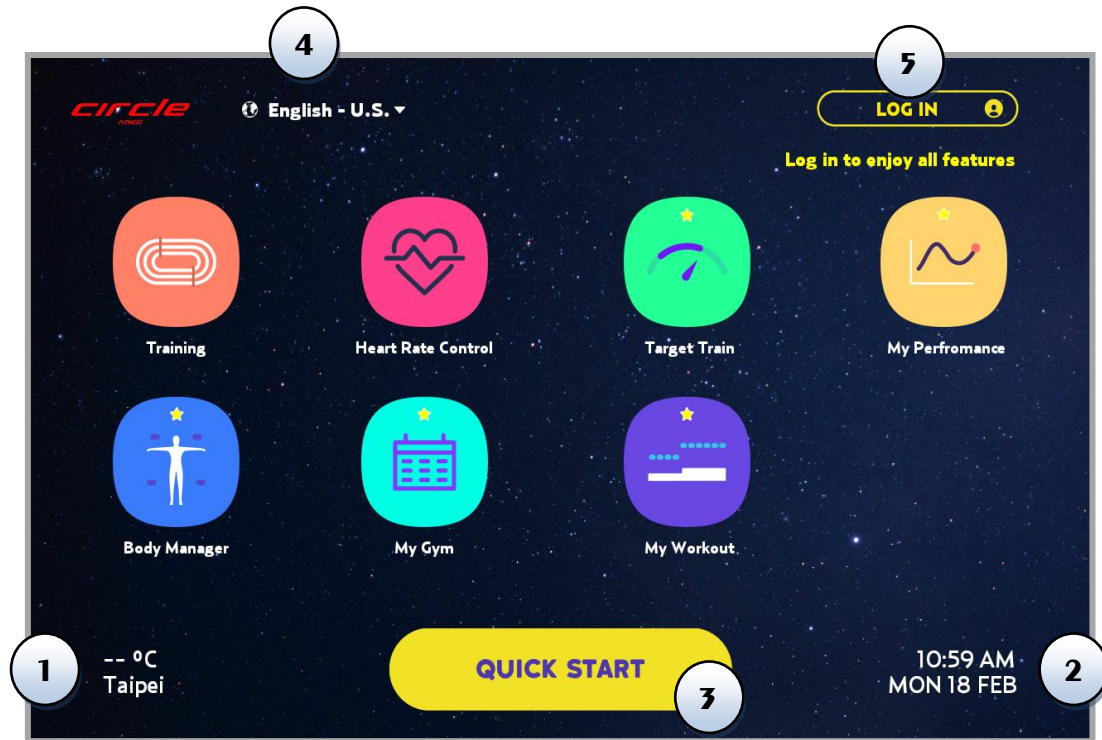 4
5
circle
FITNESS
English - U.S.
LOG IN
Log in to enjoy all features
Training
Heart Rate Control
Target Train
My Perfromance
Body Manager
My Gym
My Workout
1
-- ºC
Taipei
QUICK START
3
10:59 AM
MON 18 FEB
2